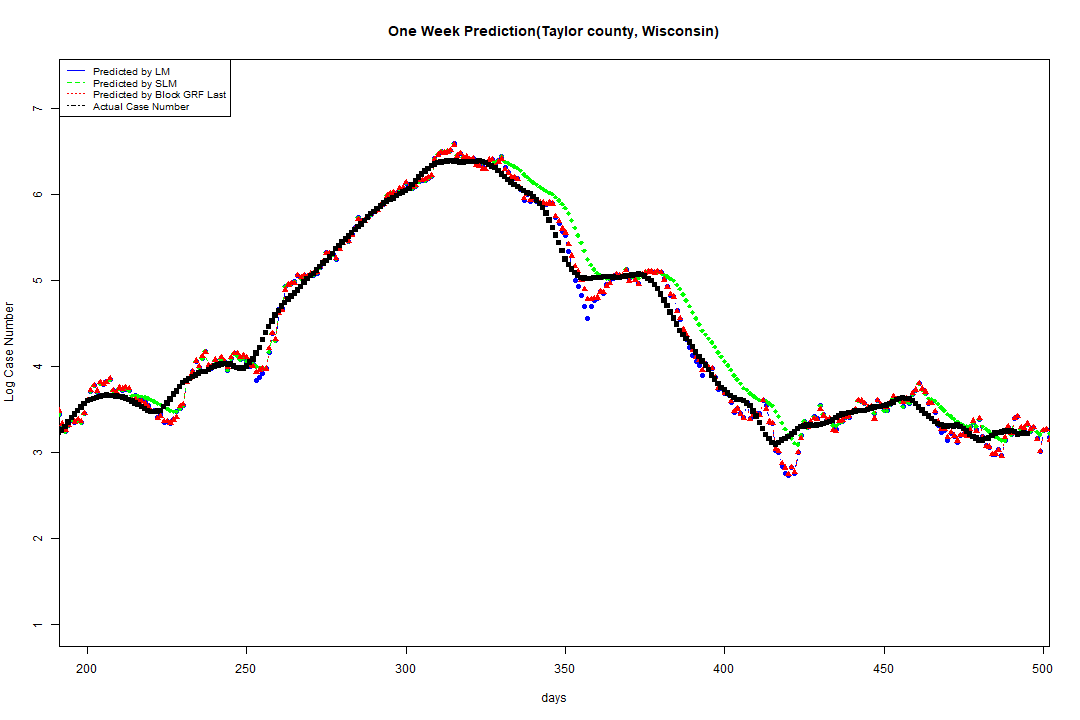 One Week Prediction(Taylor county, Wisconsin)
Predicted by LM
Predicted by SLM
Predicted by Block GRF Last
Actual Case Number
7
6
5
4
3
2
1
Log Case Number
200 250 300 350 400 450 500
days